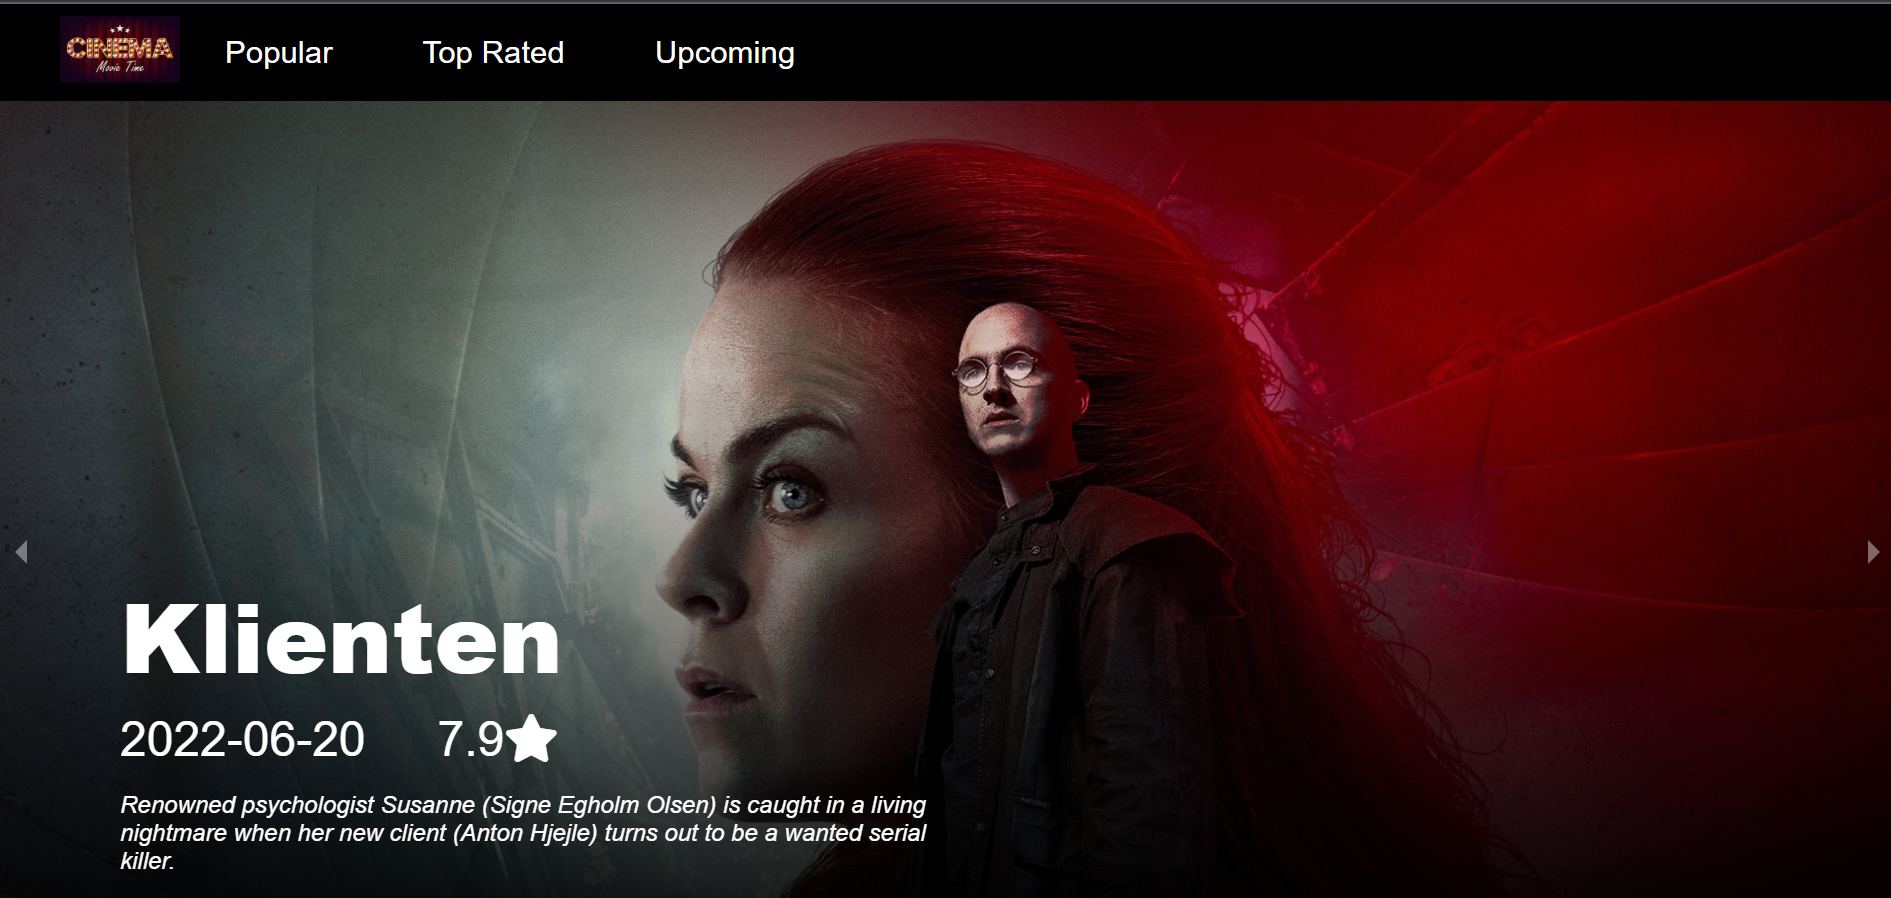 CINEMA
Movie Time
Popular
Top Rated
Upcoming
Klienten
2022-06-20
7.9
Renowned psychologist Susanne (Signe Egholm Olsen) is caught in a living
nightmare when her new client (Anton Hjejle) turns out to be a wanted serial
killer.